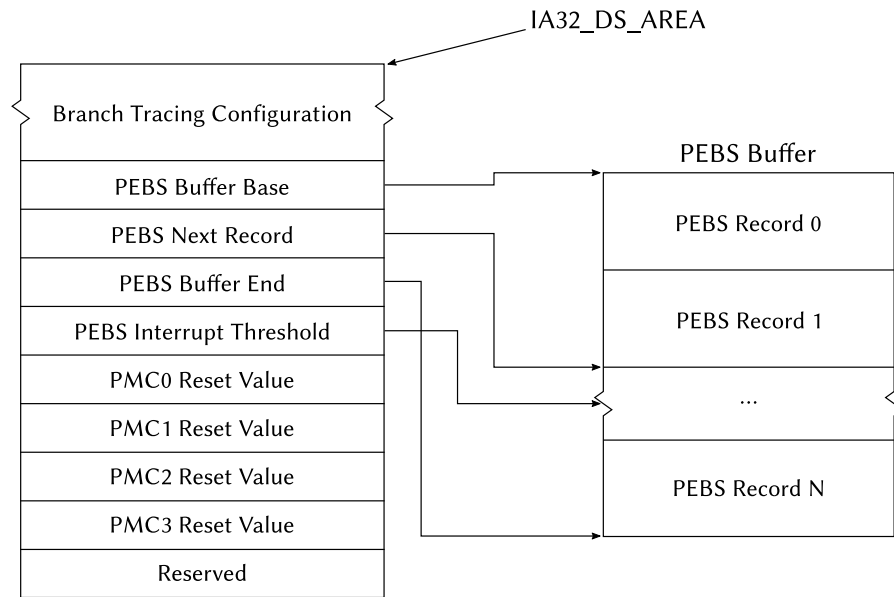 IA32_DS_AREA
Branch Tracing Configuration
PEBS Buffer Base
PEBS Next Record
PEBS Buffer End
PEBS Interrupt Threshold
PMC0 Reset Value
PMC1 Reset Value
PMC2 Reset Value
PMC3 Reset Value
Reserved
PEBS Buffer
PEBS Record 0
PEBS Record 1
...
PEBS Record N